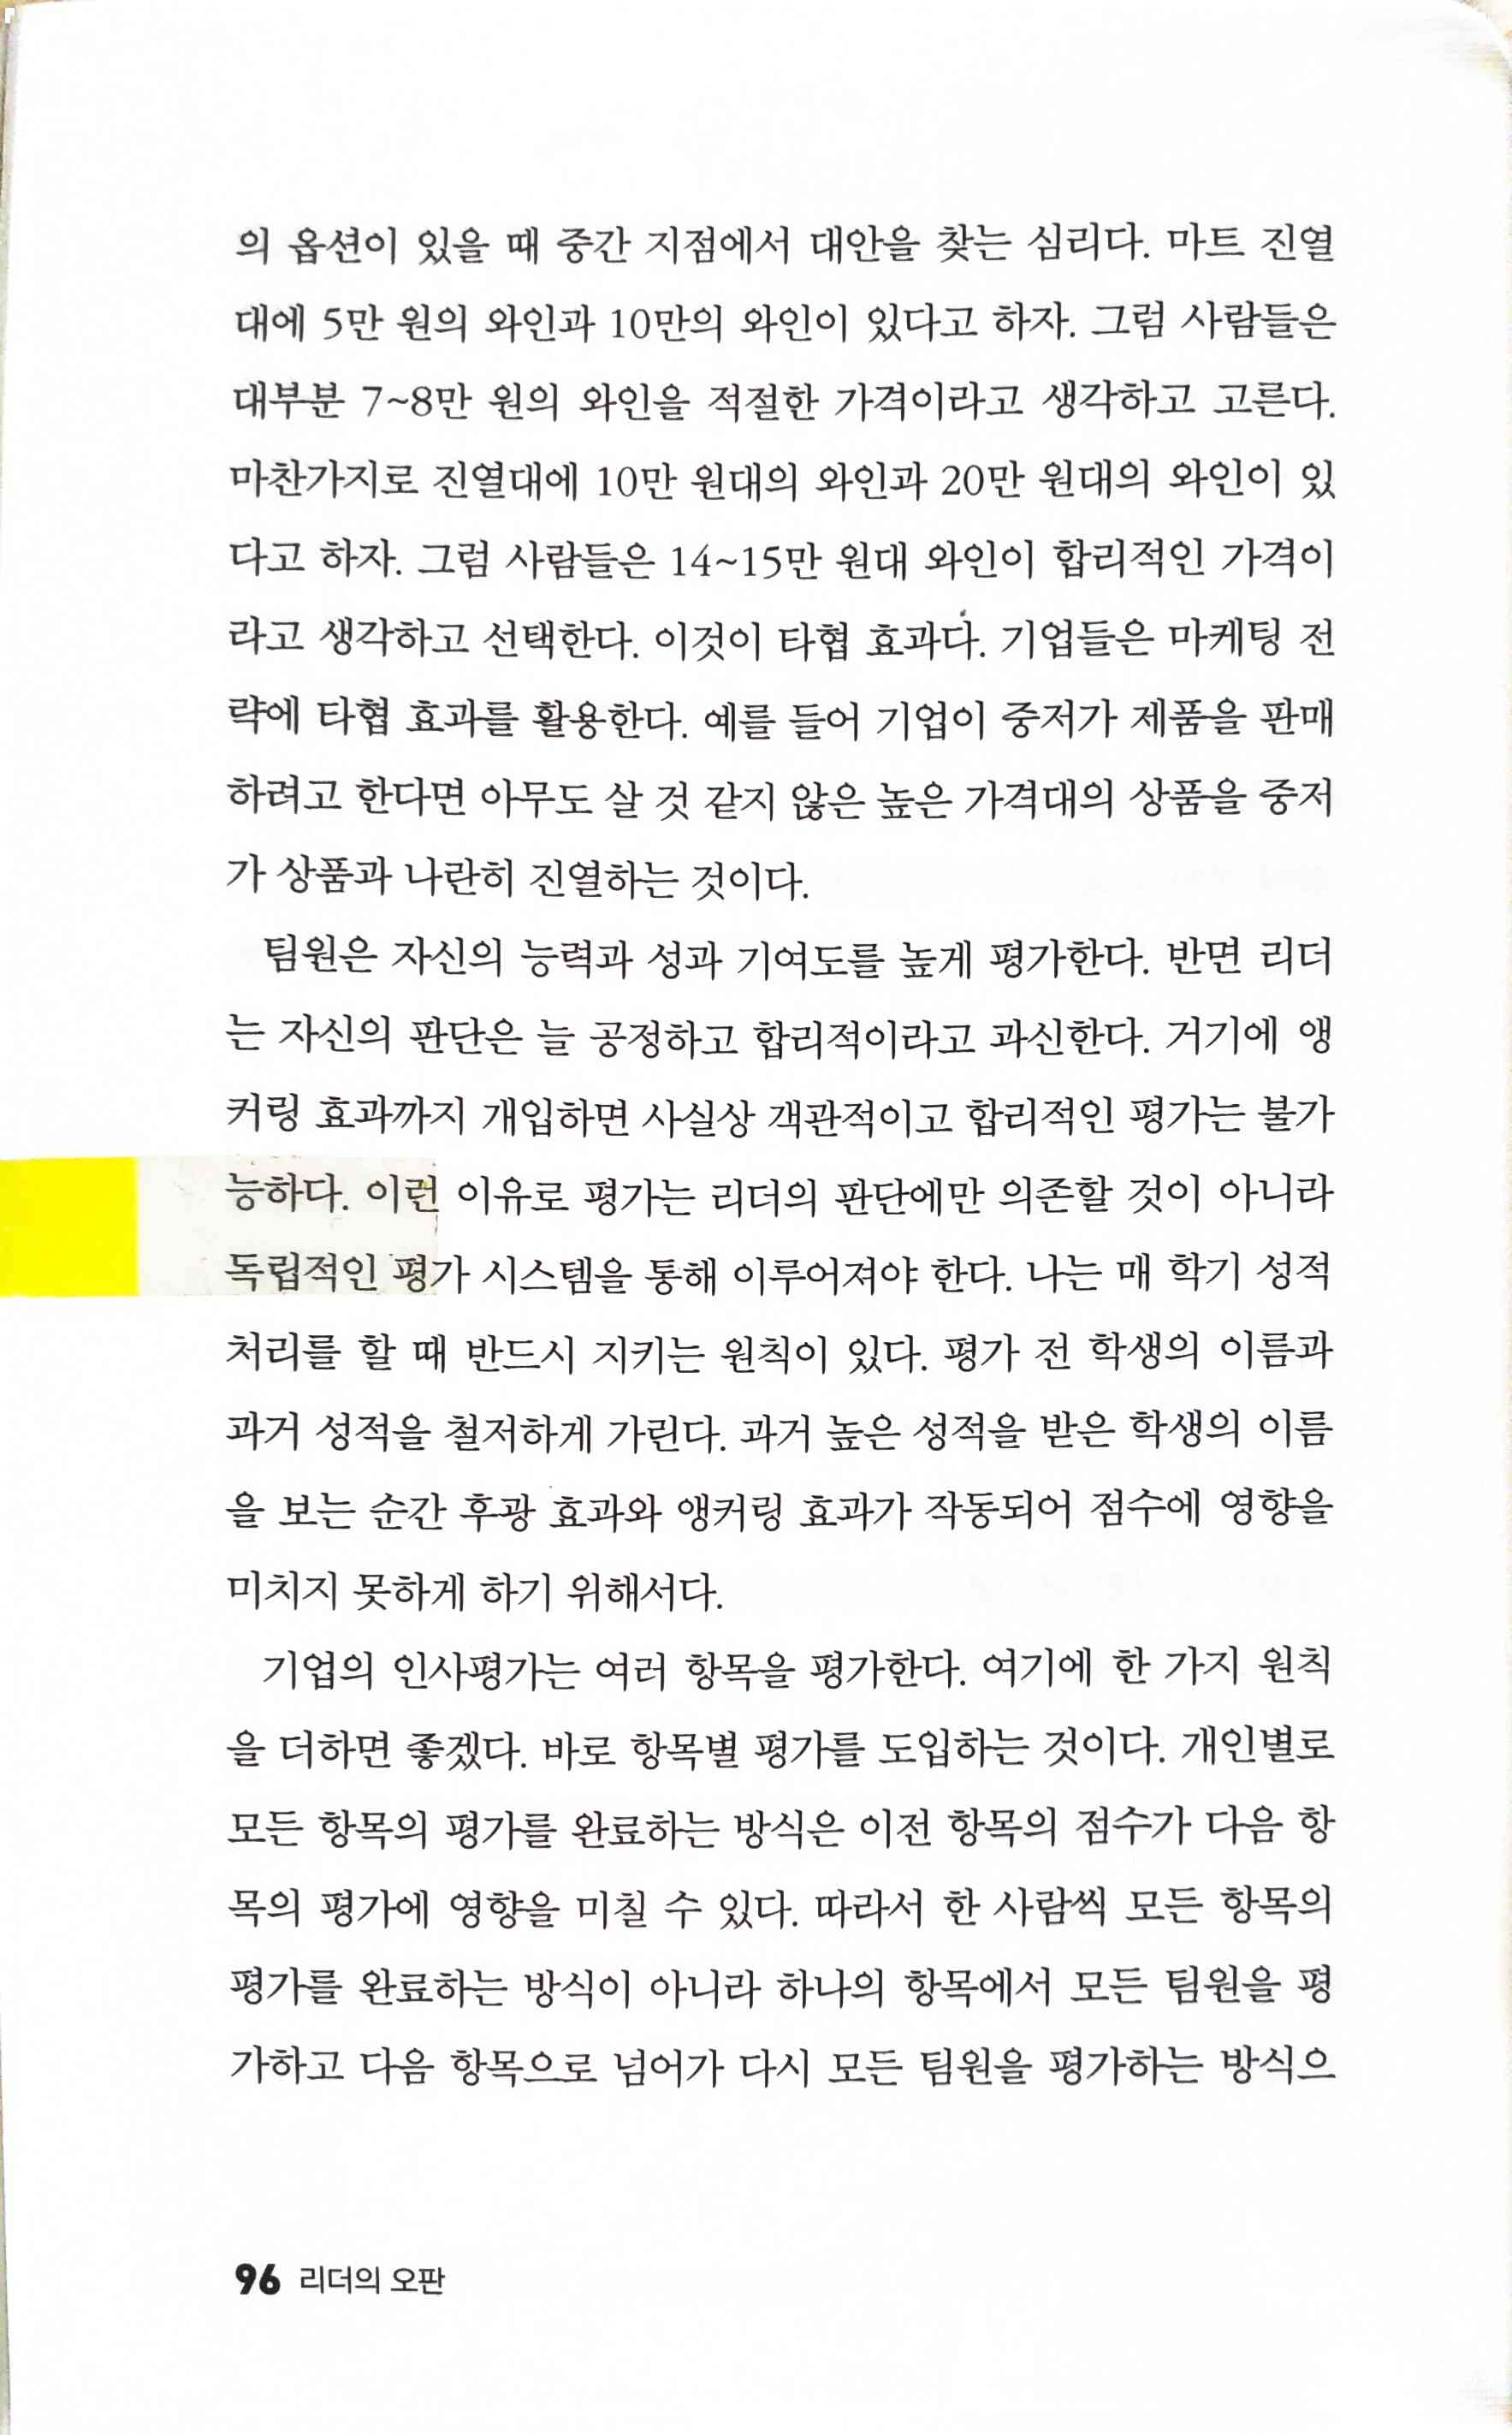 의 옵션이 있을 때 중간 지점에서 대안을 찾는 심리다. 마트 진열
대에 5만 원의 와인과 10만의 와인이 있다고 하자. 그럼 사람들은
대부분 7~8만 원의 와인을 적절한 가격이라고 생각하고 고른다.
마찬가지로 진열대에 10만 원대의 와인과 20만 원대의 와인이 있
다고 하자. 그럼 사람들은 14~15만 원대 와인이 합리적인 가격이
라고 생각하고 선택한다. 이것이 타협 효과다. 기업들은 마케팅 전
략에 타협 효과를 활용한다. 예를 들어 기업이 중저가 제품을 판매
하려고 한다면 아무도 살 것 같지 않은 높은 가격대의 상품을 중저
가 상품과 나란히 진열하는 것이다.
팀원은 자신의 능력과 성과 기여도를 높게 평가한다. 반면 리더
는 자신의 판단은 늘 공정하고 합리적이라고 과신한다. 거기에 앵
커링 효과까지 개입하면 사실상 객관적이고 합리적인 평가는 불가
능하다. 이런 이유로 평가는 리더의 판단에만 의존할 것이 아니라
독립적인 평가 시스템을 통해 이루어져야 한다. 나는 매 학기 성적
처리를 할 때 반드시 지키는 원칙이 있다. 평가 전 학생의 이름과
과거 성적을 철저하게 가린다. 과거 높은 성적을 받은 학생의 이름
을 보는 순간 후광 효과와 앵커링 효과가 작동되어 점수에 영향을
미치지 못하게 하기 위해서다.
기업의 인사평가는 여러 항목을 평가한다. 여기에 한 가지 원칙
을 더하면 좋겠다. 바로 항목별 평가를 도입하는 것이다. 개인별로
모든 항목의 평가를 완료하는 방식은 이전 항목의 점수가 다음 항
목의 평가에 영향을 미칠 수 있다. 따라서 한 사람씩 모든 항목의
평가를 완료하는 방식이 아니라 하나의 항목에서 모든 팀원을 평
가하고 다음 항목으로 넘어가 다시 모든 팀원을 평가하는 방식으
96 리더의 오판